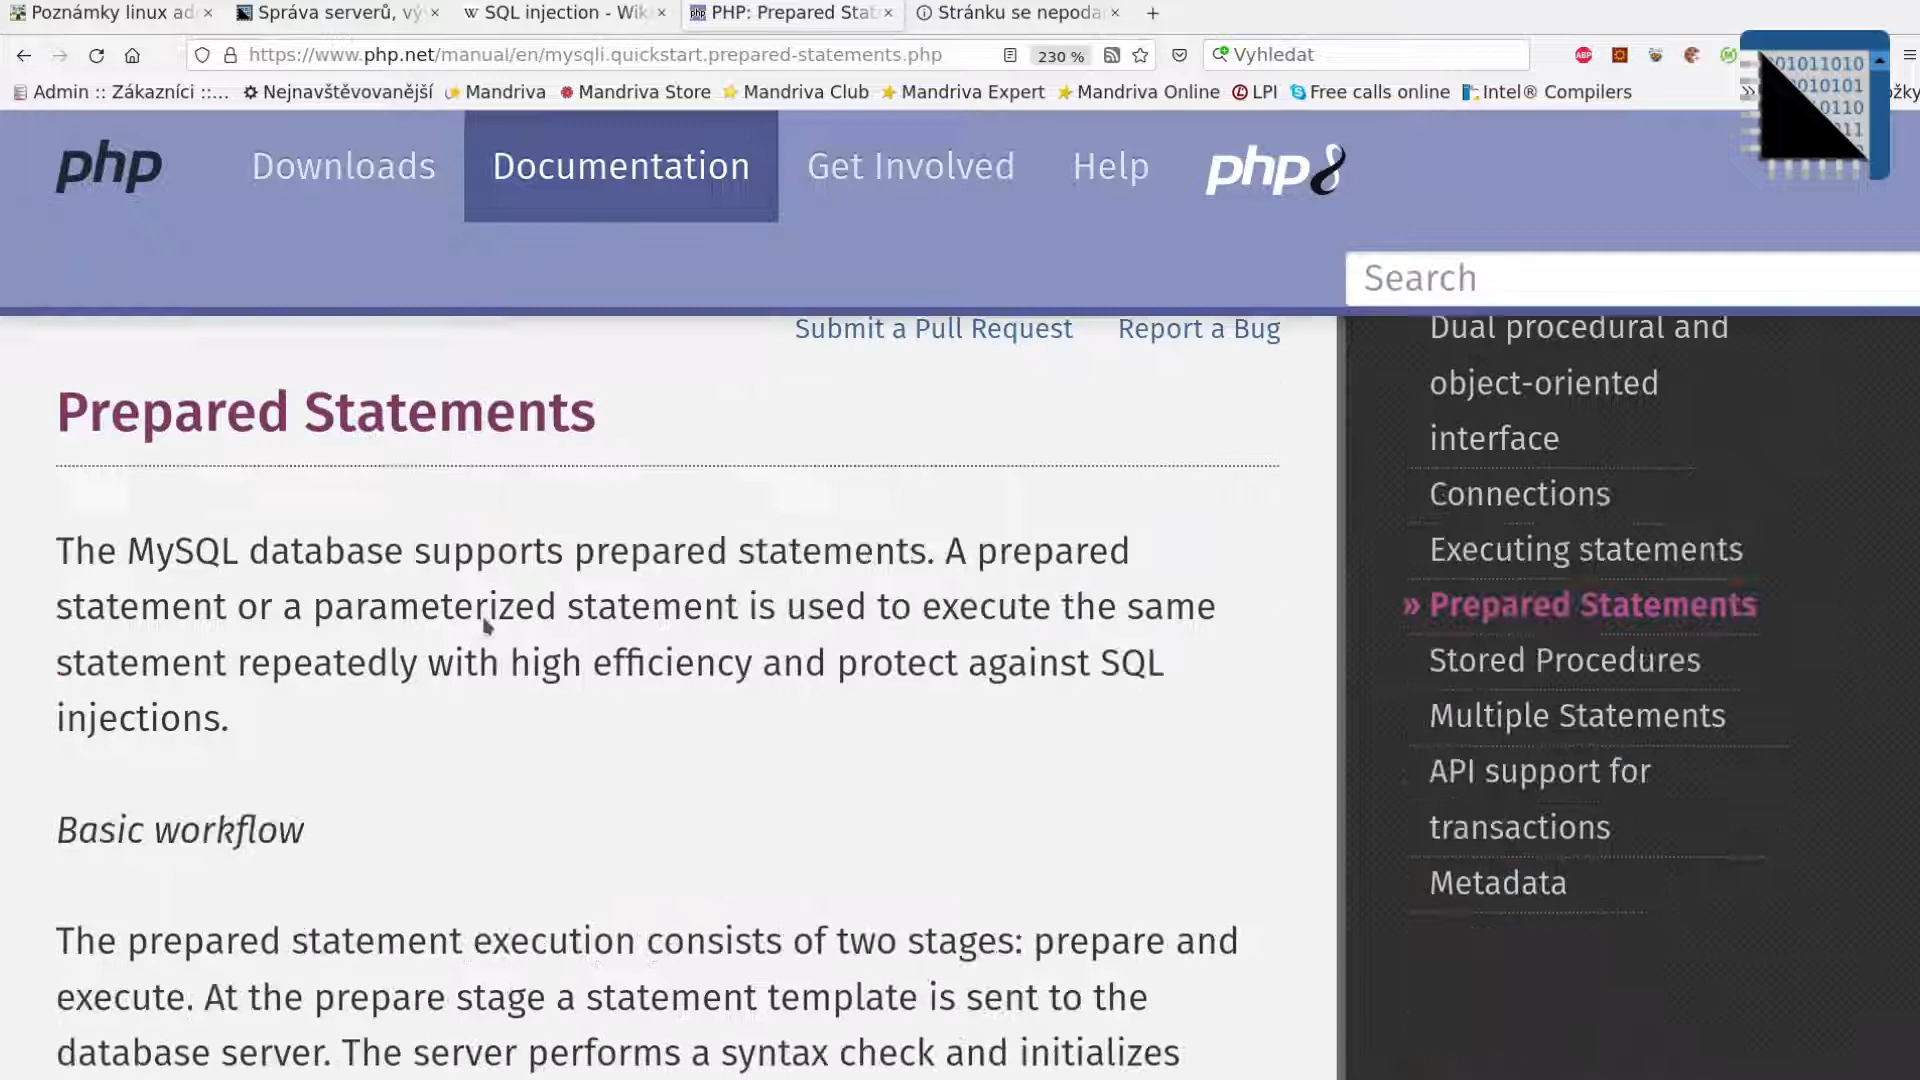 Poznámky linux ad
Správa serverů, vý
SQL injection - Wik
PHP: Prepared Stat
Stránku se nepoda
https://www.php.net/manual/en/mysqli.quickstart.prepared-statements.php
230 %
Vyhledat
Admin :: Zákazníci ::...
Nejnavštěvovanější
Mandriva
Mandriva Store
Mandriva Club
Mandriva Expert
Mandriva Online
LPI
Free calls online
Intel® Compilers
php
Downloads
Documentation
Get Involved
Help
php8
Search
Submit a Pull Request
Report a Bug
Prepared Statements
The MySQL database supports prepared statements. A prepared
statement or a parameterized statement is used to execute the same
statement repeatedly with high efficiency and protect against SQL
injections.
Basic workflow
The prepared statement execution consists of two stages: prepare and
execute. At the prepare stage a statement template is sent to the
database server. The server performs a syntax check and initializes
Dual procedural and
object-oriented
interface
Connections
Executing statements
» Prepared Statements
Stored Procedures
Multiple Statements
API support for
transactions
Metadata